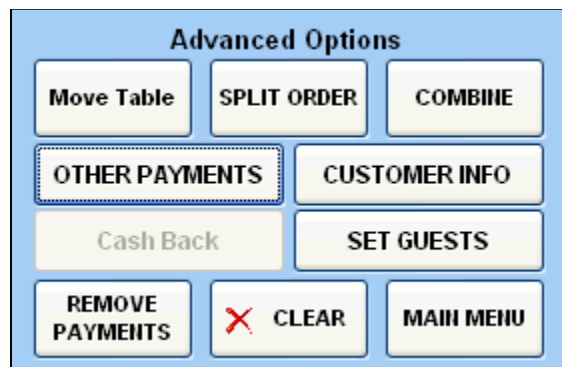 Advanced Options
Move Table
SPLIT ORDER
COMBINE
OTHER PAYMENTS
CUSTOMER INFO
Cash Back
SET GUESTS
REMOVE
PAYMENTS
CLEAR
MAIN MENU